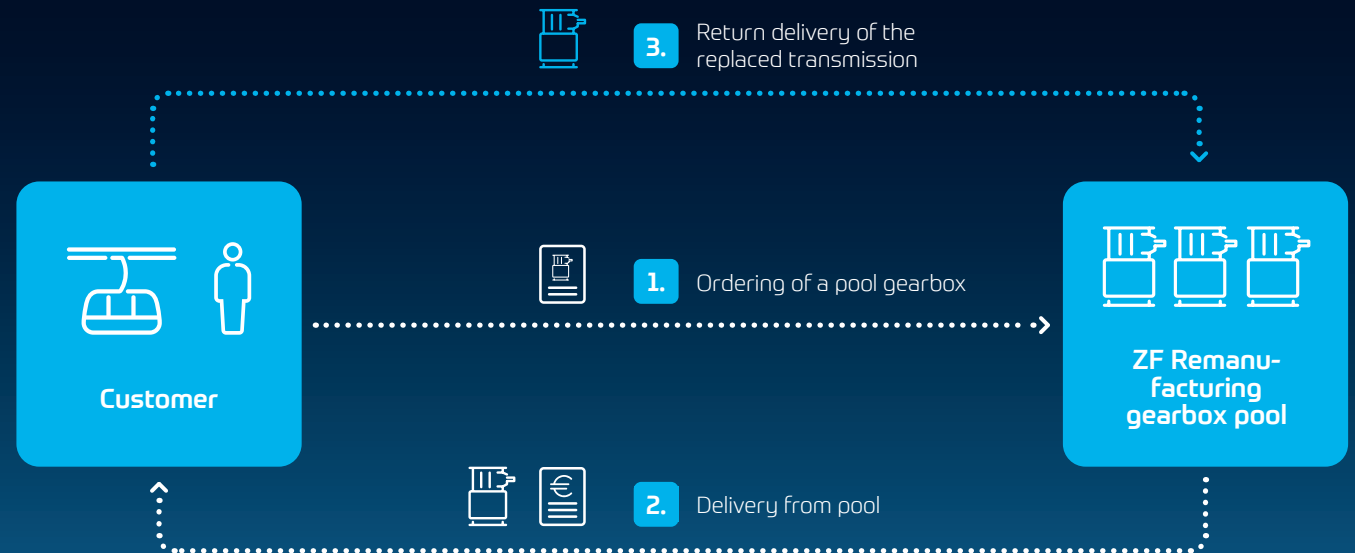 3.
Return delivery of the
replaced transmission
1.
Ordering of a pool gearbox
Customer
ZF Remanu-
facturing
gearbox pool
€
2.
Delivery from pool